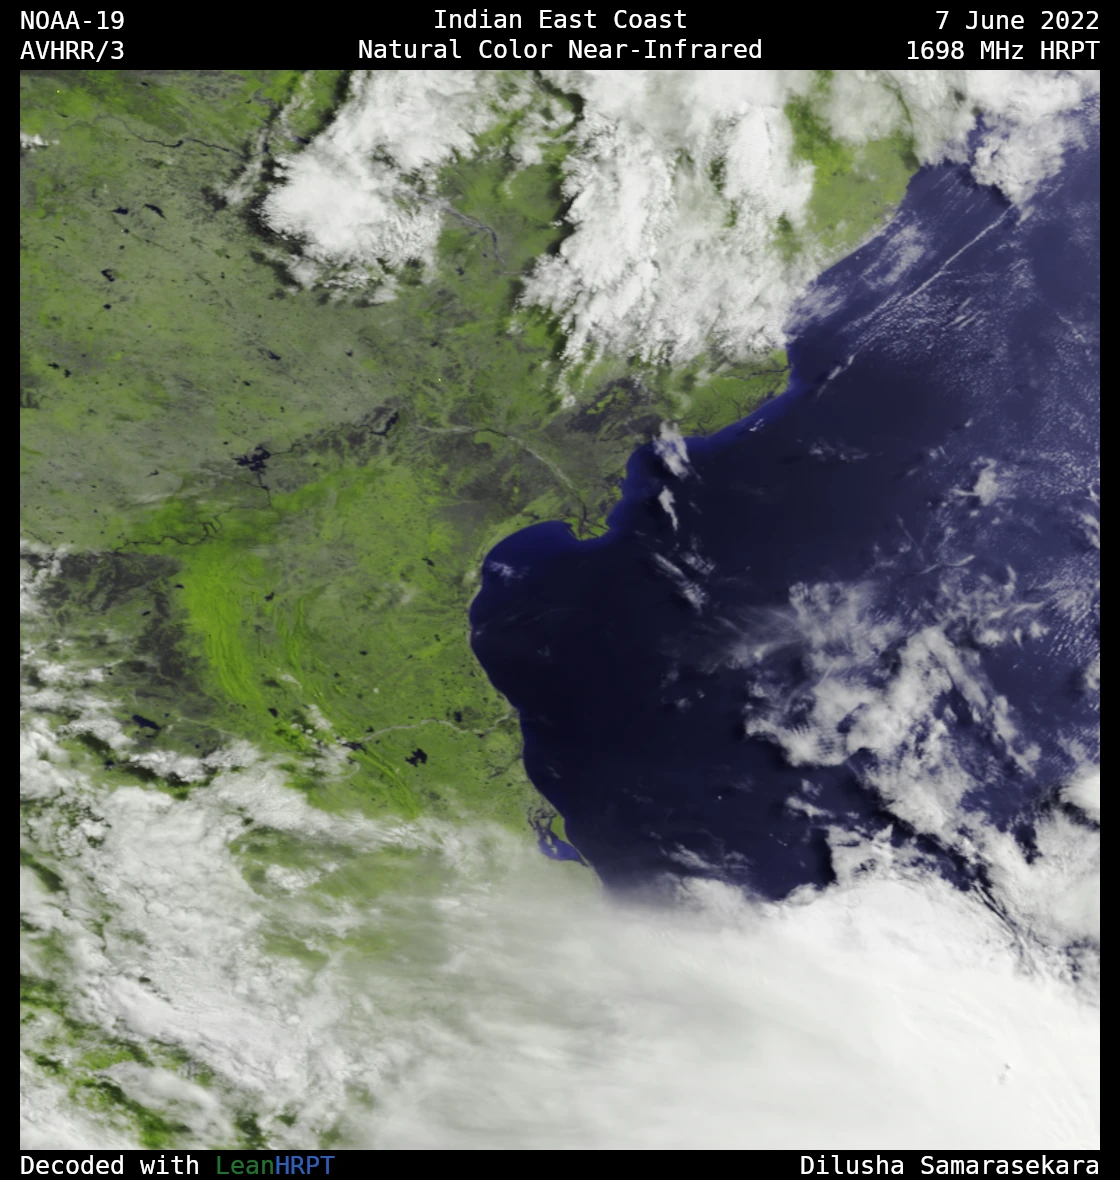 NOAA-19 Indian East Coast 7 June 2022
AVHRR/3 Natural Color Near-Infrared 1698 MHz HRPT
Decoded with LeanHRPT Dilusha Samarasekara